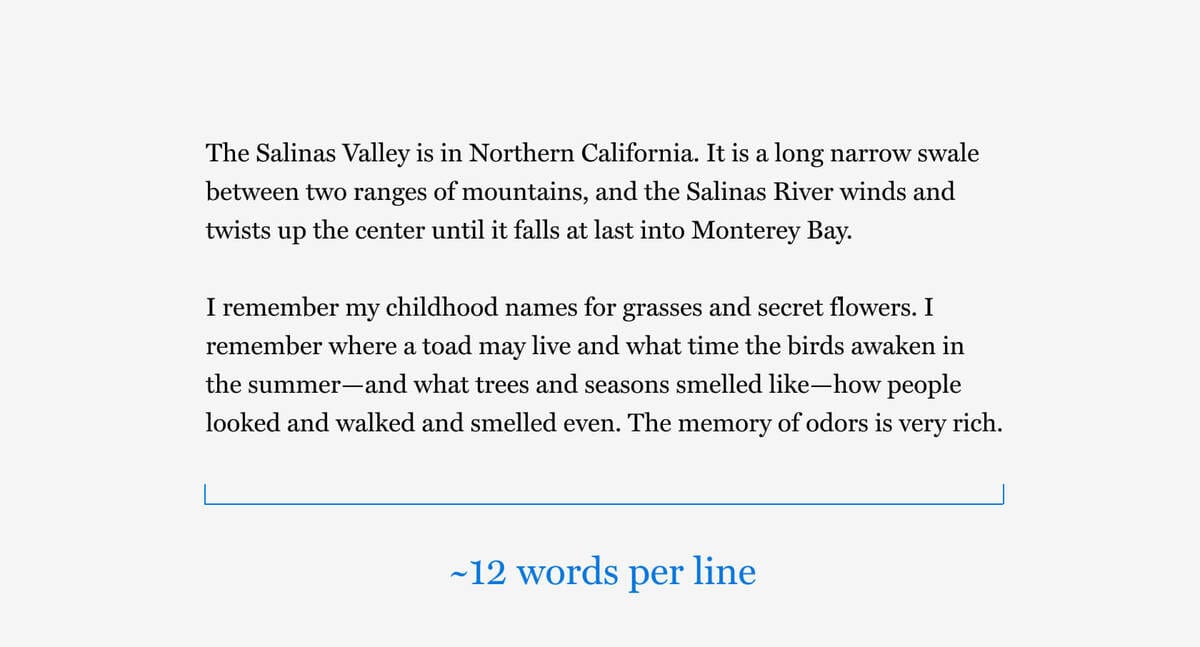 The Salinas Valley is in Northern California. It is a long narrow swale
between two ranges of mountains, and the Salinas River winds and
twists up the center until it falls at last into Monterey Bay.
I remember my childhood names for grasses and secret flowers. I
remember where a toad may live and what time the birds awaken in
the summer—and what trees and seasons smelled like—how people
looked and walked and smelled even. The memory of odors is very rich.
~12 words per line